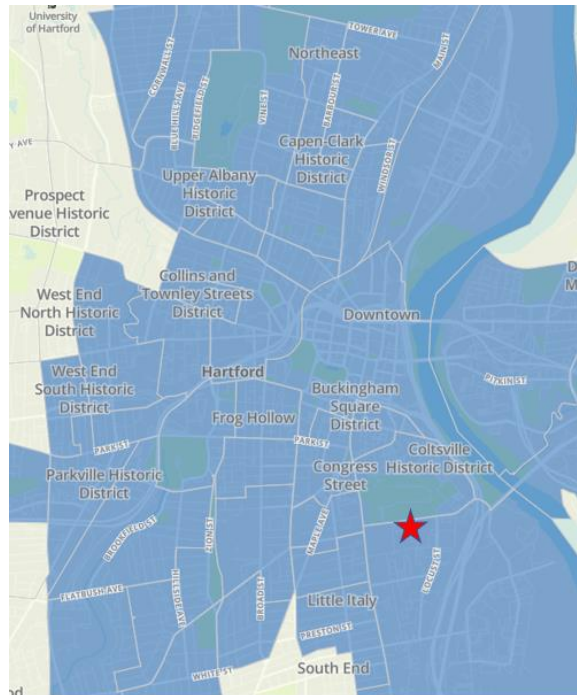 University
of Hartford
TOWER AVE
MAIN ST
CORNWALL ST
Northeast
BLUE HILLS AVE
RIDGEFIELD ST
VINE ST
BARBOUR ST
Capen-Clark
Historic
District
WINDSOR ST
Y AVE
Upper Albany
Historic
District
Prospect
venue Historic
District
Collins and
Townley Streets
District
D
M
West End
North Historic
District
Downtown
West End
South Historic
District
Hartford
PITKIN ST
Buckingham
Square
District
Frog Hollow
PARK ST
PARK ST
Coltsville
Historic District
Congress
Street
Parkville Historic
District
BROOKFIELD ST
ZION ST
MAPLE AVE
LOCUST ST
FLATBUSH AVE
HILLSIDE AVE
BROAD ST
Little Italy
PRESTON ST
WHITE ST
South End
od